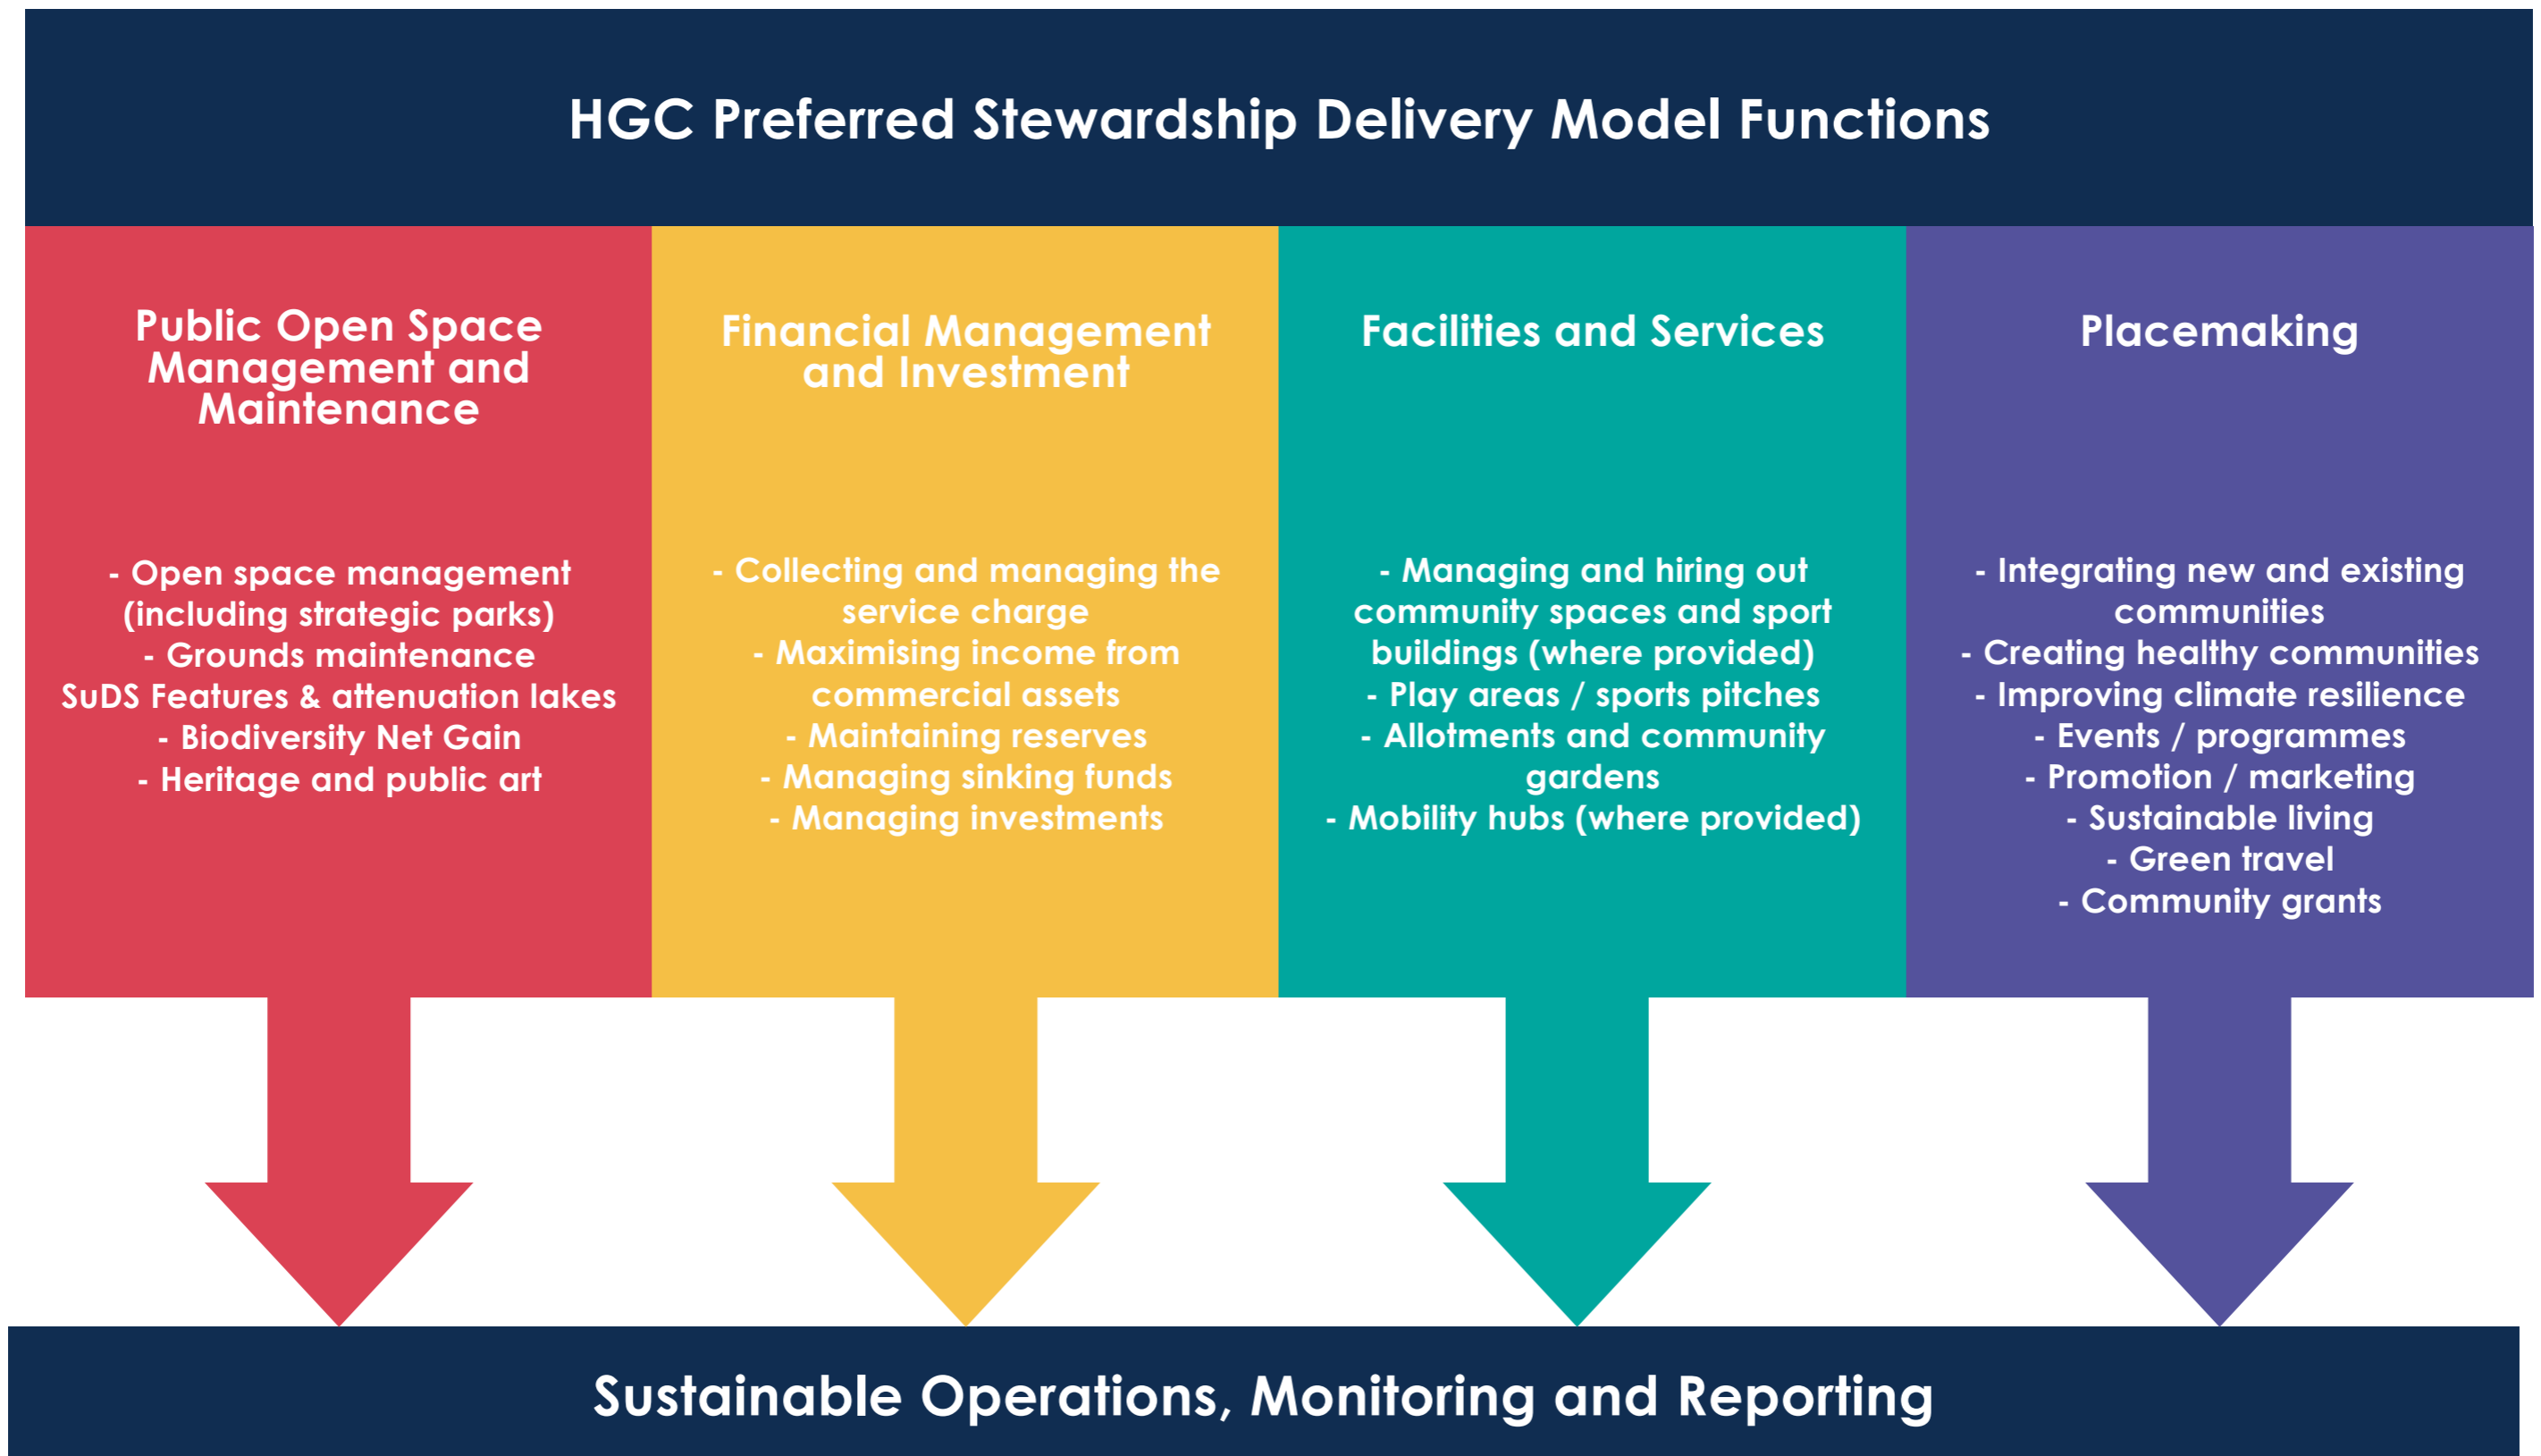 HGC Preferred Stewardship Delivery Model Functions
Public Open Space
Management and
Maintenance
- Open space management
(including strategic parks)
- Grounds maintenance
SuDS Features & attenuation lakes
- Biodiversity Net Gain
- Heritage and public art
Financial Management
and Investment
- Collecting and managing the
service charge
- Maximising income from
commercial assets
- Maintaining reserves
- Managing sinking funds
- Managing investments
Facilities and Services
- Managing and hiring out
community spaces and sport
buildings (where provided)
- Play areas / sports pitches
- Allotments and community
gardens
- Mobility hubs (where provided)
Placemaking
- Integrating new and existing
communities
- Creating healthy communities
- Improving climate resilience
- Events / programmes
- Promotion / marketing
- Sustainable living
- Green travel
- Community grants
Sustainable Operations, Monitoring and Reporting